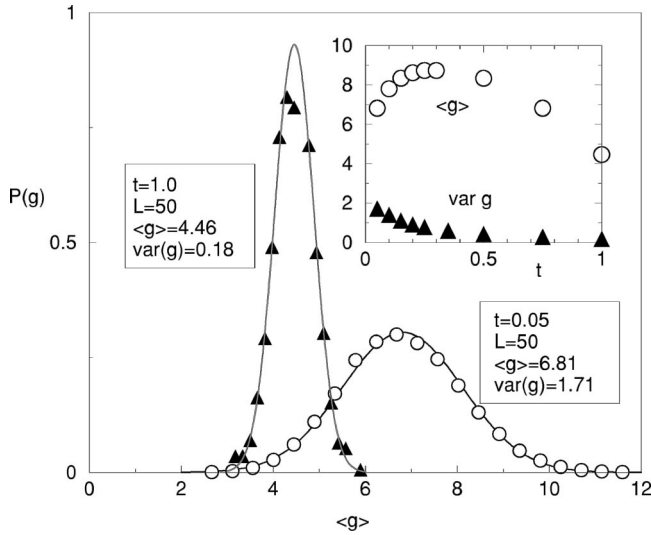 1
0.5
0
P(g)
0 2 4 6 8 10 12
<g>
t=1.0
L=50
<g>=4.46
var(g)=0.18
t=0.05
L=50
<g>=6.81
var(g)=1.71
10
8
6
4
2
0
<g>
var g
0 0.5 1
t